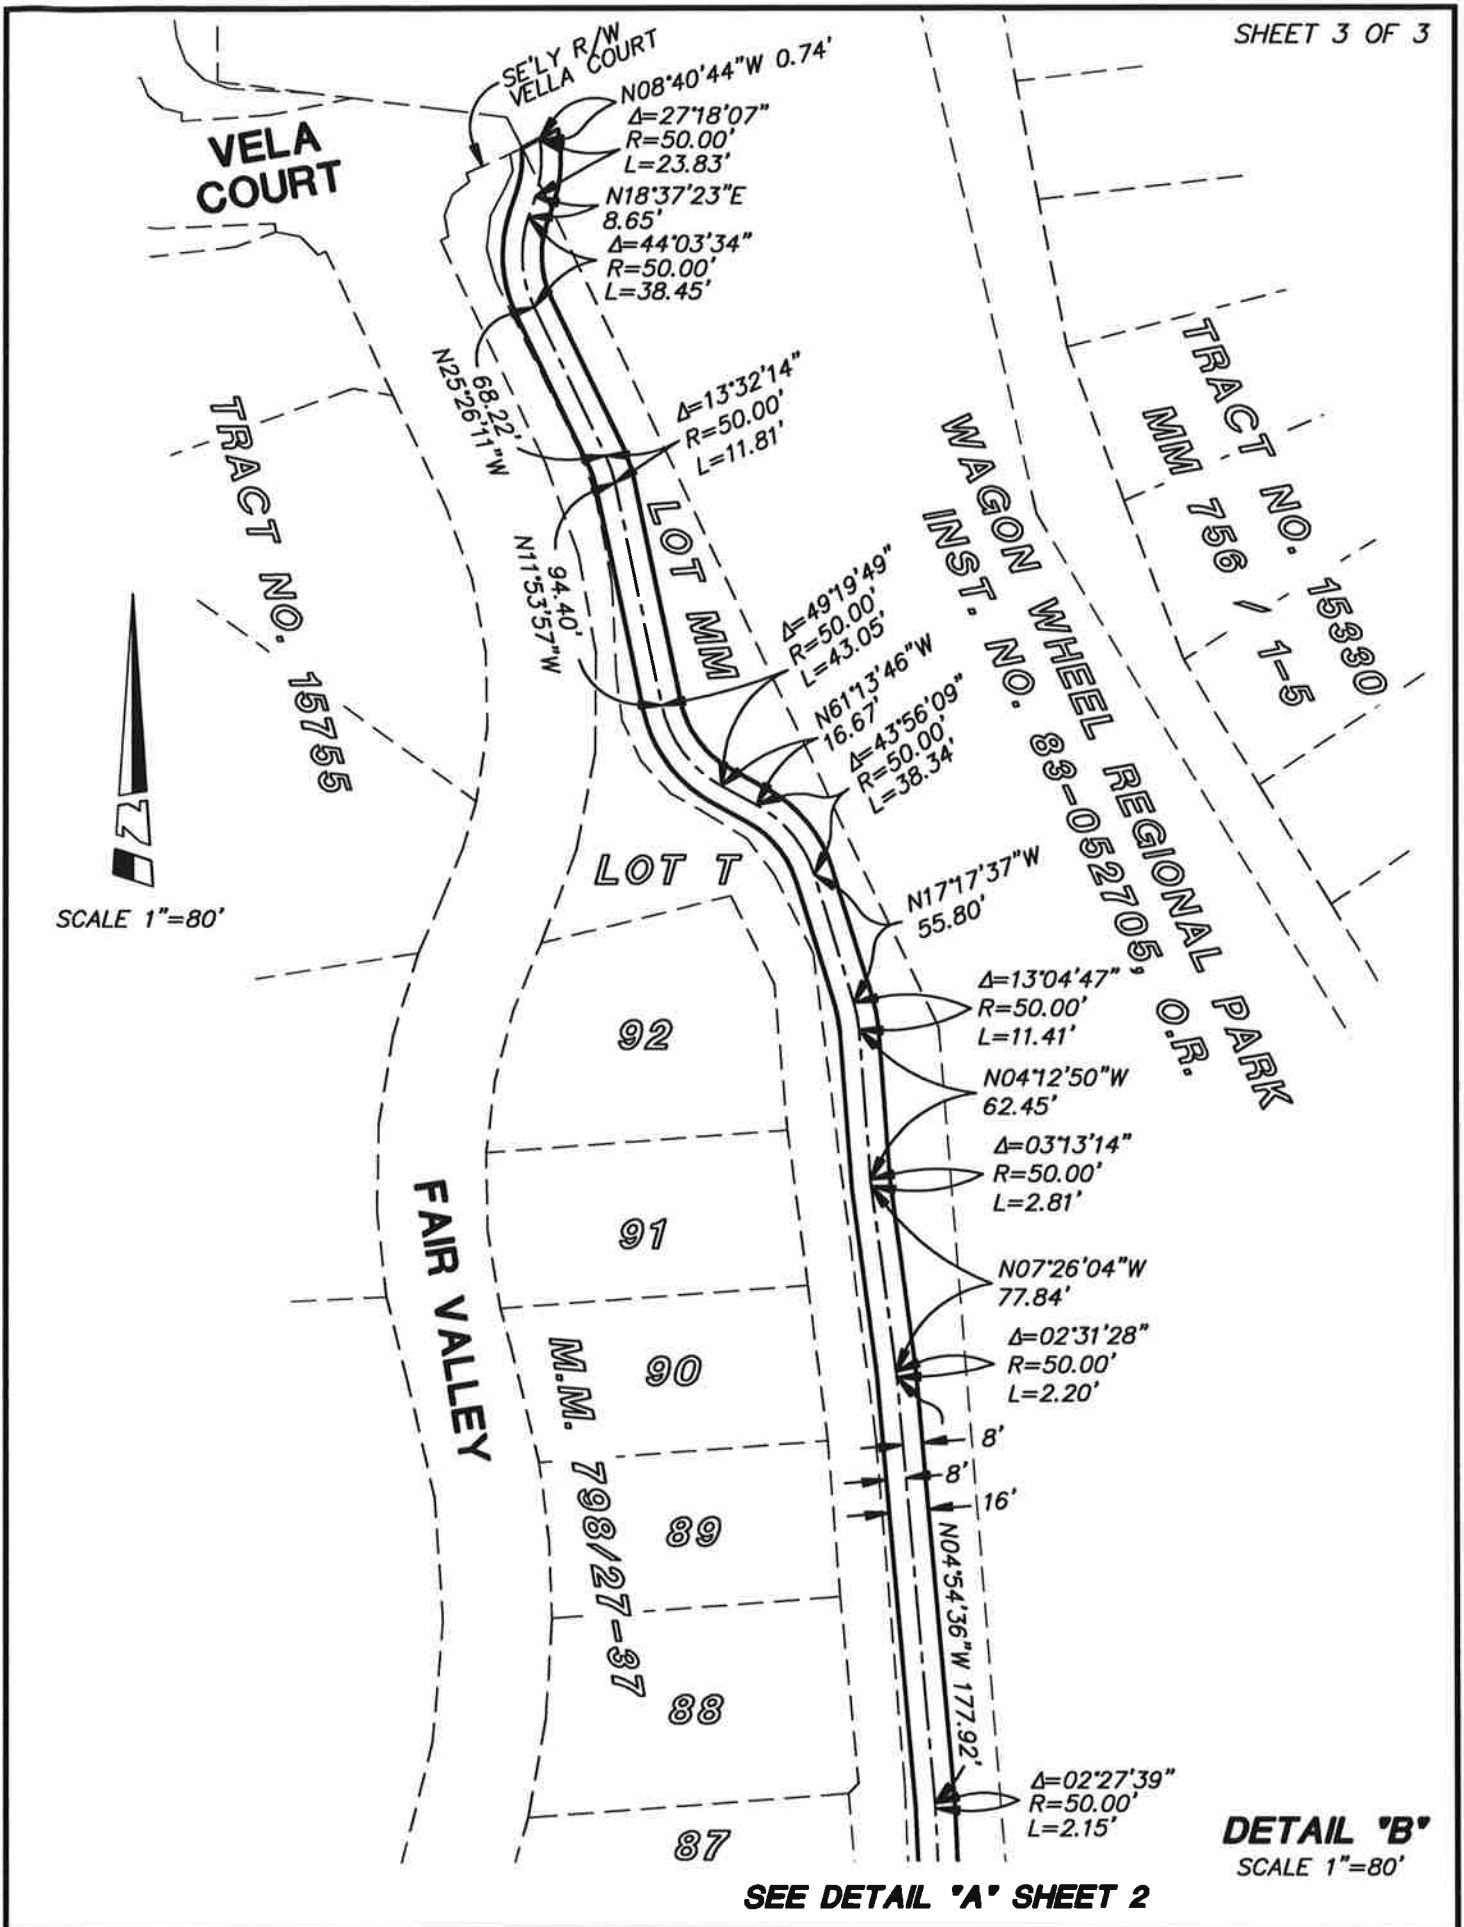 SHEET 3 OF 3
SE'LY R/W
VELLA COURT
N08°40'44"W 0.74'
Δ=27°18'07"
R=50.00'
L=23.83'
VELA
COURT
N18°37'23"E
8.65'
Δ=44°03'34"
R=50.00'
L=38.45'
68.22'
N25°26'11"W
Δ=13°32'14"
R=50.00'
L=11.81'
TRACT NO. 15330
MM 756 / 1-5
TRACT NO. 15755
WAGON WHEEL REGIONAL PARK
INST. NO. 83-052705, O.R.
LOT MM
94.40'
N11°53'57"W
Δ=49°19'49"
R=50.00'
L=43.05'
N61°13'46"W
16.67'
Δ=43°56'09"
R=50.00'
L=38.34'
N
SCALE 1"=80'
LOT T
N17°17'37"W
55.80'
Δ=13°04'47"
R=50.00'
L=11.41'
92
N04°12'50"W
62.45'
Δ=03°13'14"
R=50.00'
L=2.81'
91
FAIR VALLEY
N07°26'04"W
77.84'
Δ=02°31'28"
R=50.00'
L=2.20'
90
M.M. 798/27-37
8'
8'
16'
89
N04°54'36"W 177.92'
88
Δ=02°27'39"
R=50.00'
L=2.15'
87
DETAIL "B"
SCALE 1"=80'
SEE DETAIL "A" SHEET 2